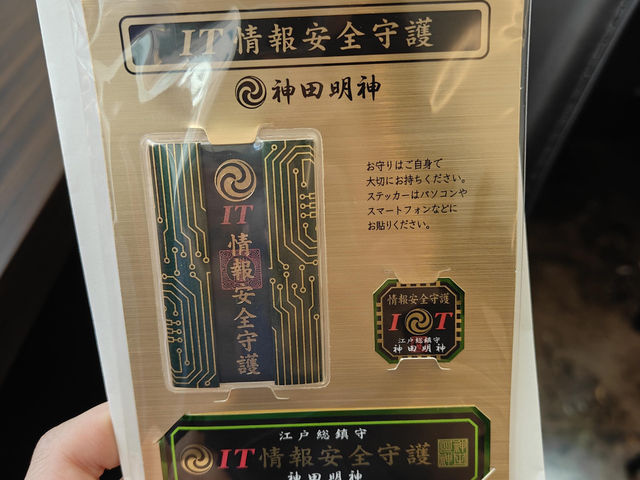 IT情報安全守護
神田明神
お守りはご自身で
大切にお持ちください。
ステッカーはパソコンや
スマートフォンなどに
お貼りください。
IT
情報安全守護
情報安全守護
I T
江戸総鎮守
神田明神
江戸総鎮守
IT情報安全守護
神田明神